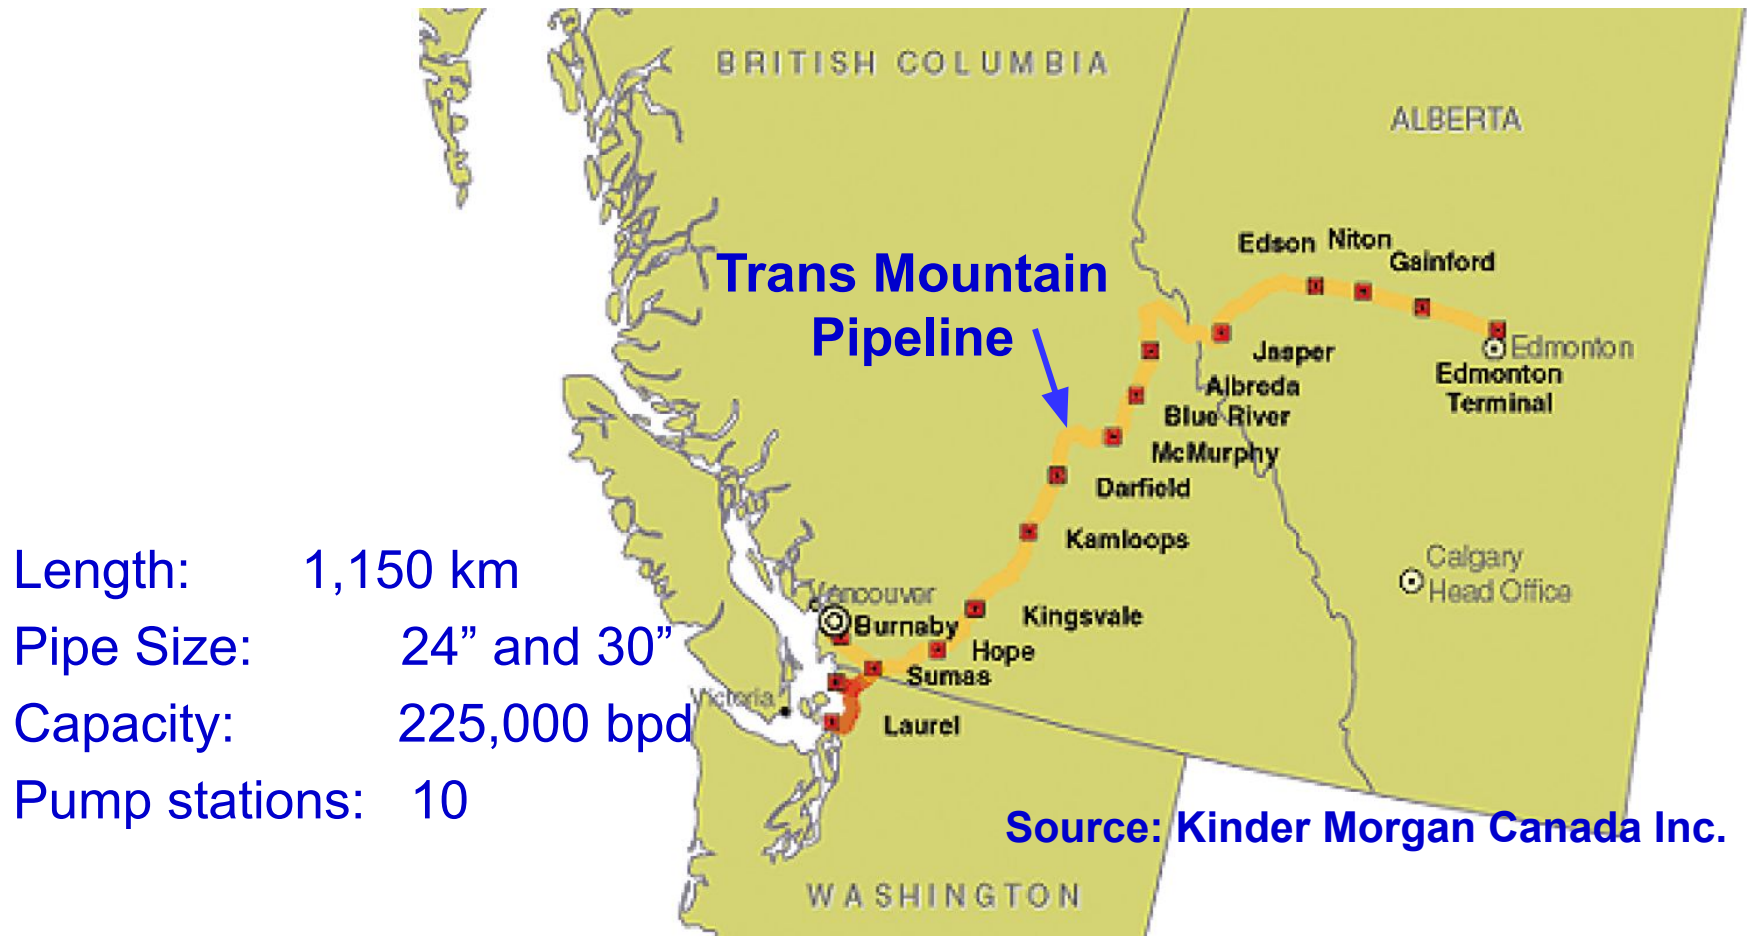 BRITISH COLUMBIA
ALBERTA
Edson Niton
Gainford
Trans Mountain
Pipeline
Jasper
Edmonton
Albreda
Edmonton
Terminal
Blue River
McMurphy
Darfield
Kamloops
Calgary
Head Office
Length: 1,150 km
Vancouver
Burnaby
Kingsvale
Pipe Size: 24” and 30”
Hope
Sumas
Victoria
Capacity: 225,000 bpd
Laurel
Pump stations: 10
Source: Kinder Morgan Canada Inc.
WASHINGTON